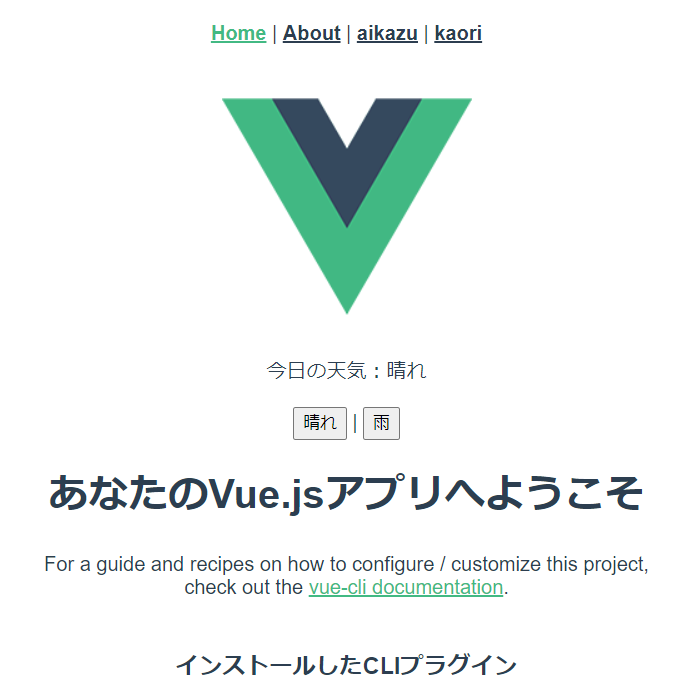 Home | About | aikazu | kaori
今日の天気：晴れ
晴れ | 雨
あなたのVue.jsアプリへようこそ
For a guide and recipes on how to configure / customize this project,
check out the vue-cli documentation.
インストールしたCLIプラグイン